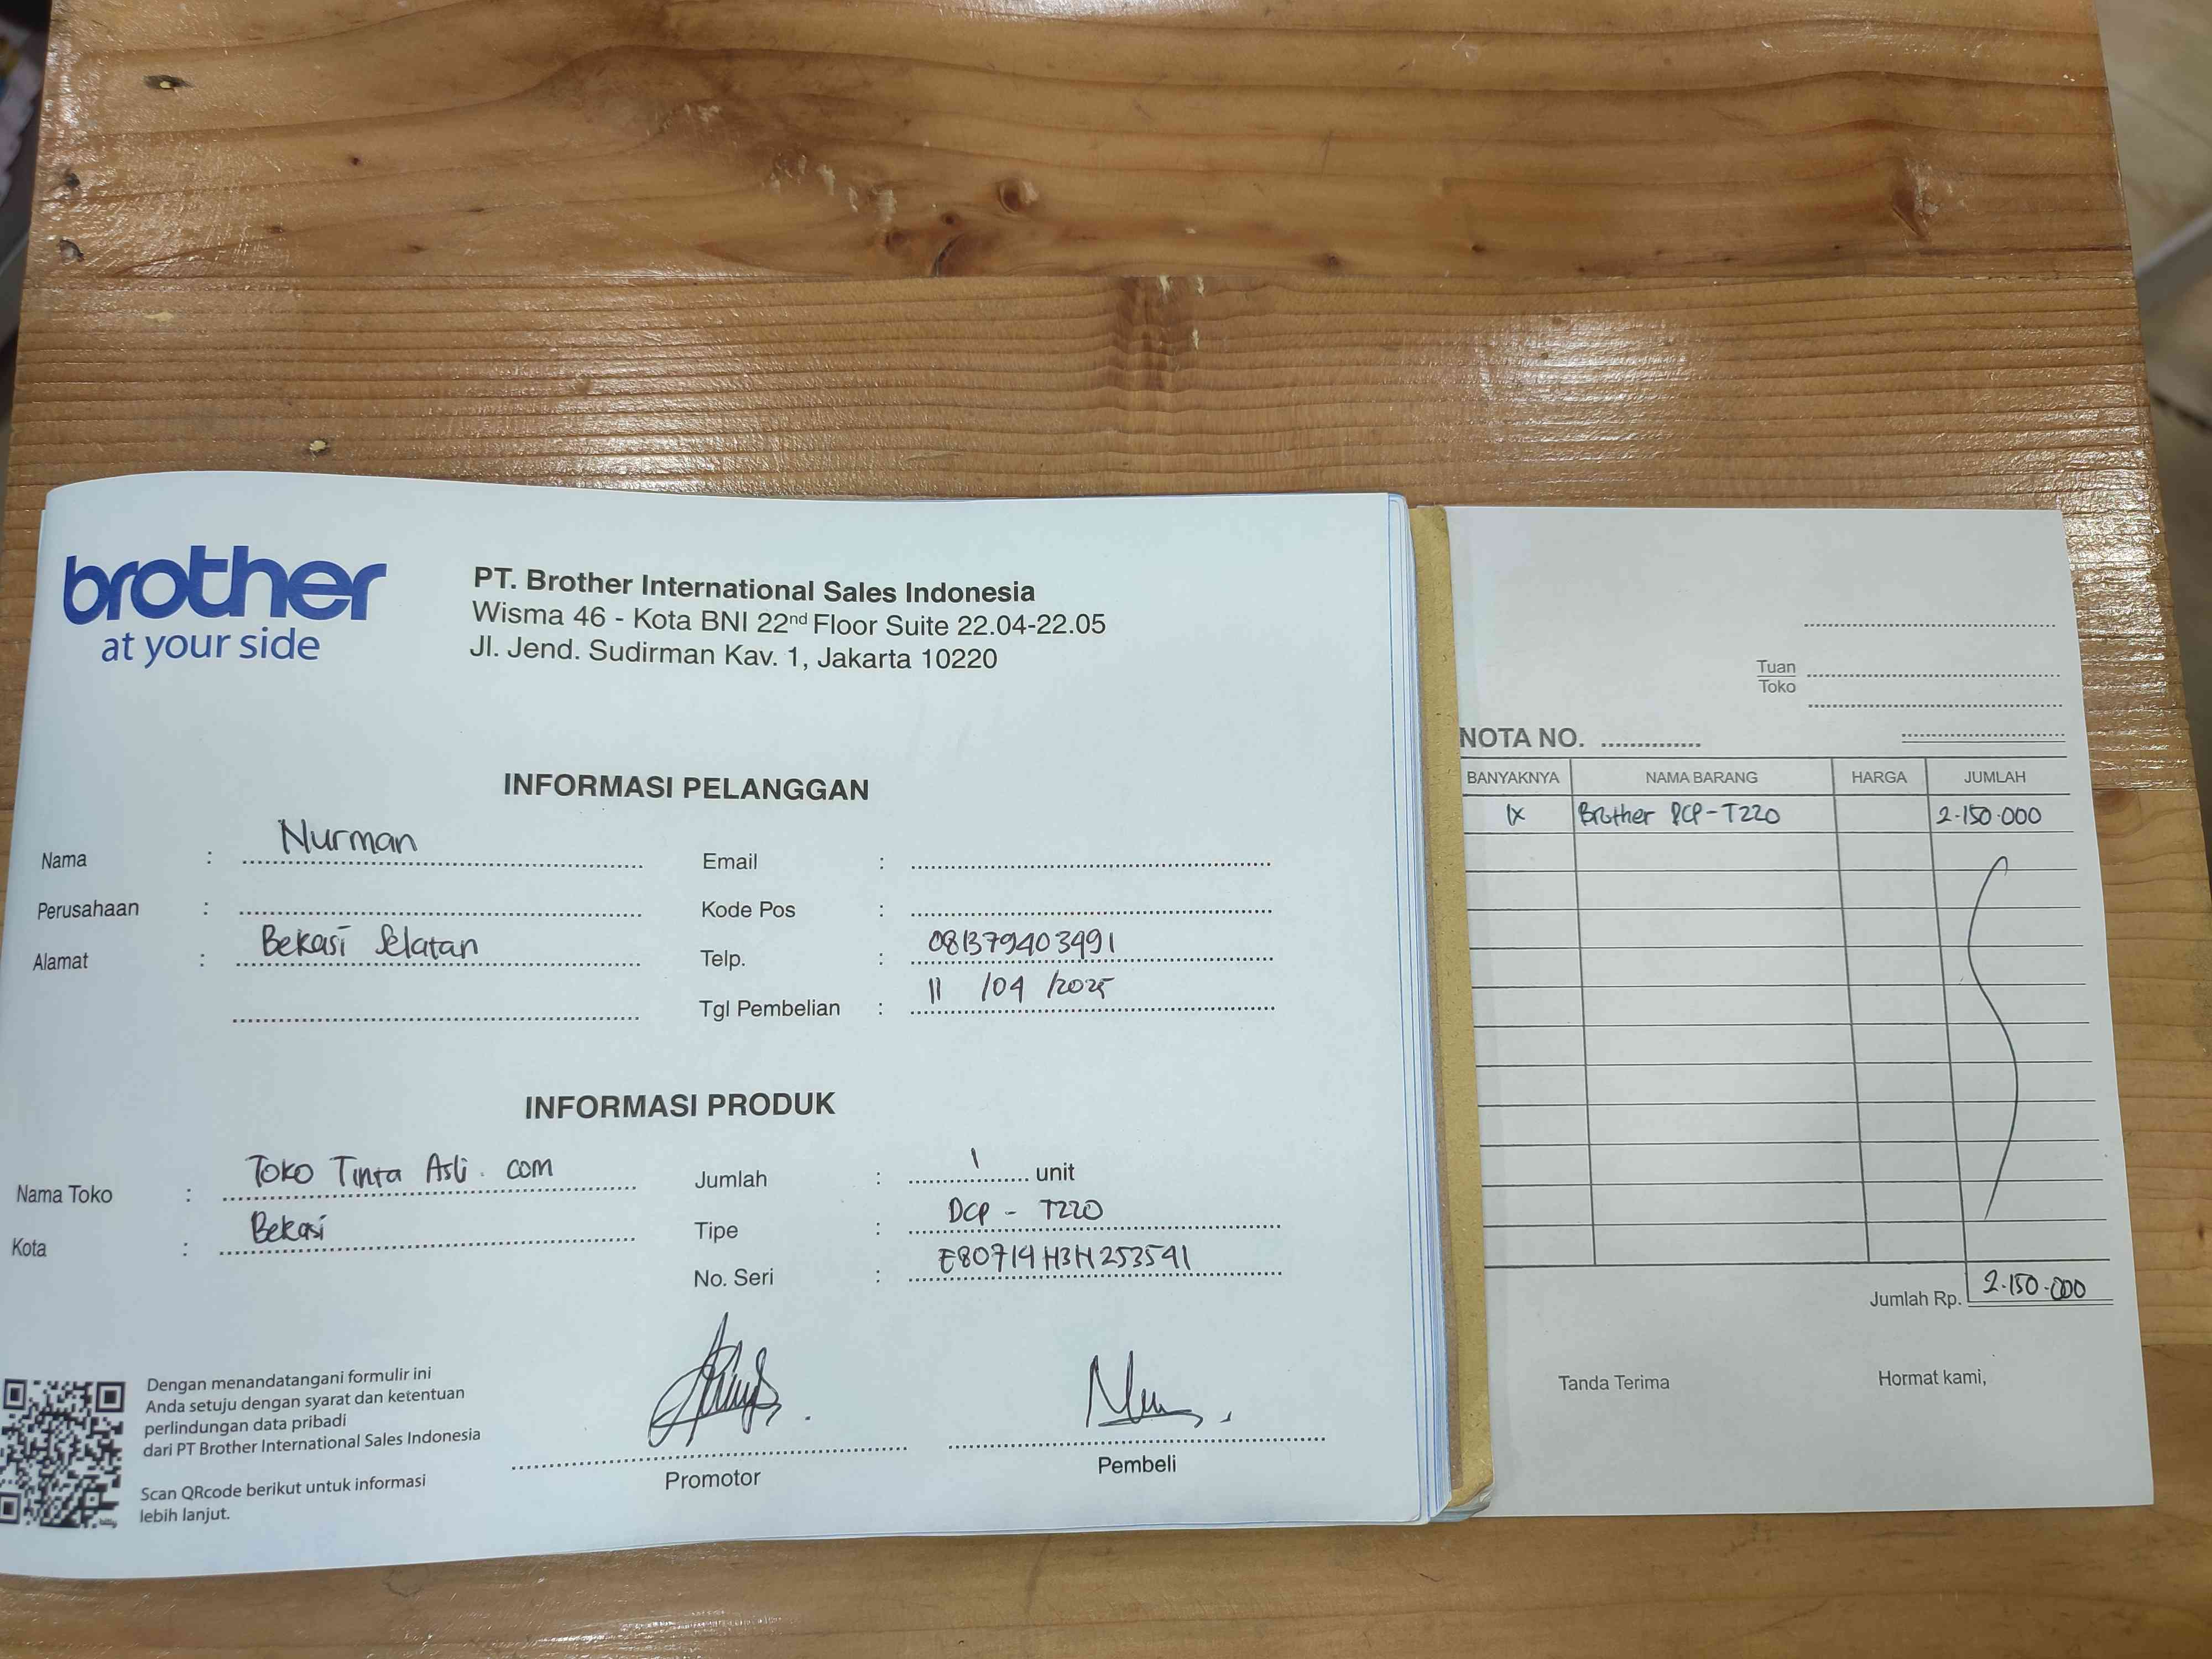 brother
at your side
PT. Brother International Sales Indonesia
Wisma 46 - Kota BNI 22nd Floor Suite 22.04-22.05
Jl. Jend. Sudirman Kav. 1, Jakarta 10220
INFORMASI PELANGGAN
Nama : Nurman
Perusahaan :
Alamat : Bekasi Selatan
Email :
Kode Pos :
Telp. : 081379403491
Tgl Pembelian : 11 /04 /2025
INFORMASI PRODUK
Nama Toko : Toko Tinta Asli . com
Kota : Bekasi
Jumlah : 1 unit
Tipe : DCP - T220
No. Seri : E80714H3H253541
Dengan menandatangani formulir ini
Anda setuju dengan syarat dan ketentuan
perlindungan data pribadi
dari PT Brother International Sales Indonesia
Scan QRcode berikut untuk informasi
lebih lanjut.
Promotor
Pembeli
Tuan
Toko
NOTA NO. ..............
BANYAKNYA NAMA BARANG HARGA JUMLAH
1x Brother DCP-T220 2.150.000
Jumlah Rp. 2.150.000
Tanda Terima Hormat kami,